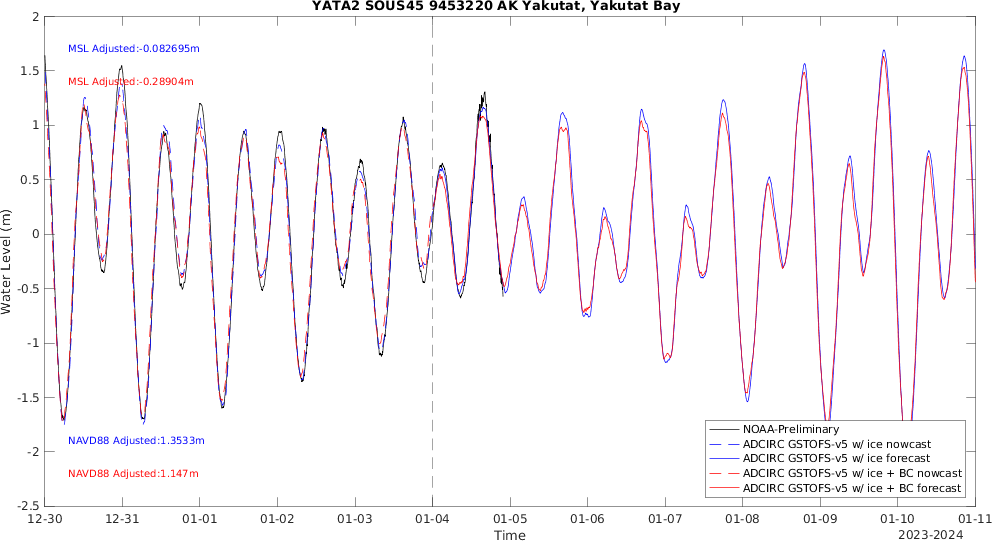 YATA2 SOUS45 9453220 AK Yakutat, Yakutat Bay
MSL Adjusted:-0.082695m
MSL Adjusted:-0.28904m
NAVD88 Adjusted:1.3533m
NAVD88 Adjusted:1.147m
Water Level (m)
2
1.5
1
0.5
0
-0.5
-1
-1.5
-2
-2.5
12-30 12-31 01-01 01-02 01-03 01-04 01-05 01-06 01-07 01-08 01-09 01-10 01-11
Time
2023-2024
NOAA-Preliminary
ADCIRC GSTOFS-v5 w/ ice nowcast
ADCIRC GSTOFS-v5 w/ ice forecast
ADCIRC GSTOFS-v5 w/ ice + BC nowcast
ADCIRC GSTOFS-v5 w/ ice + BC forecast